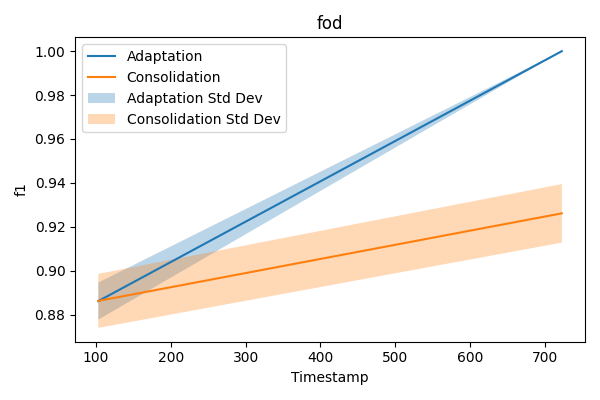 fod
Adaptation
Consolidation
Adaptation Std Dev
Consolidation Std Dev
f1
1.00
0.98
0.96
0.94
0.92
0.90
0.88
100 200 300 400 500 600 700
Timestamp